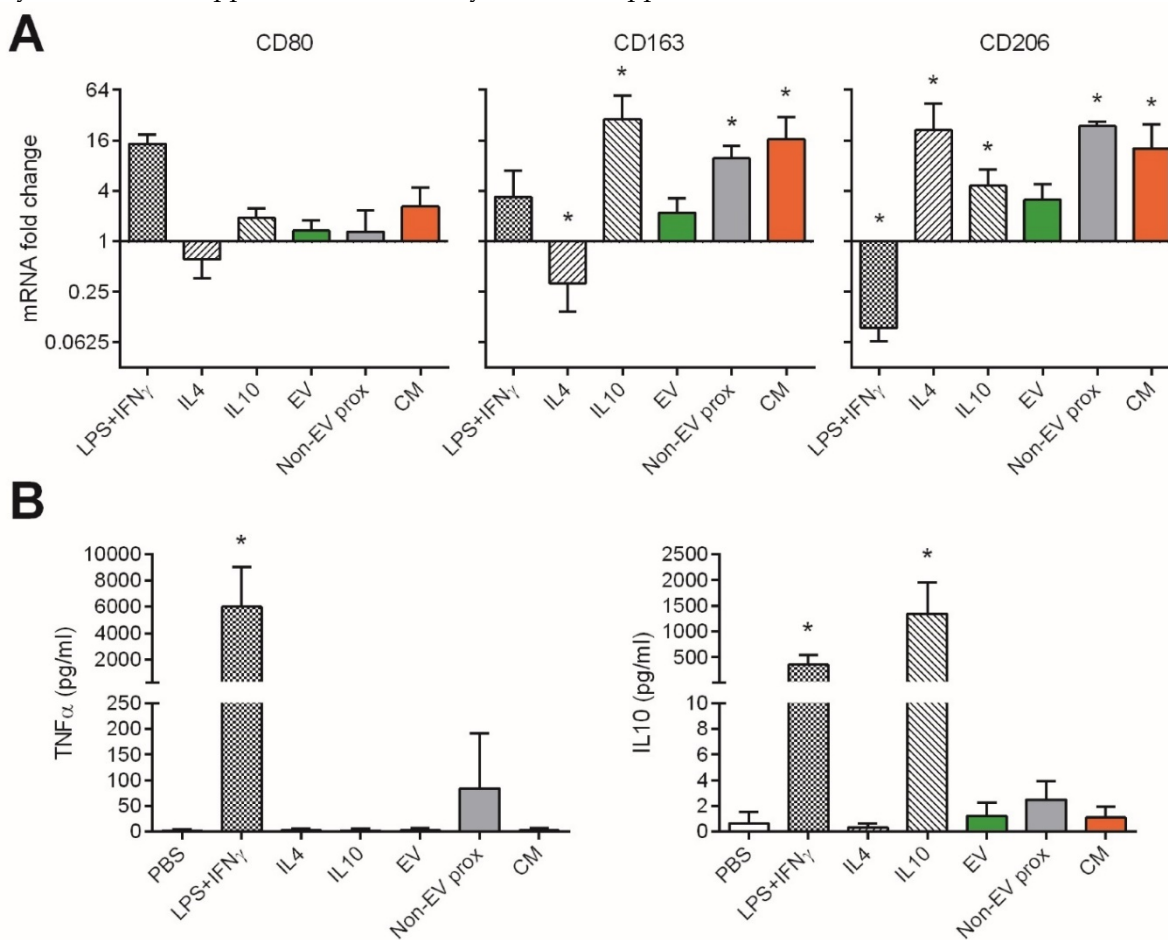 A
CD80 CD163 CD206
* * * * * * * * *
mRNA fold change
64
16
4
1
0.25
0.0625
LPS+IFNγ IL4 IL10 EV Non-EV prox CM
LPS+IFNγ IL4 IL10 EV Non-EV prox CM
LPS+IFNγ IL4 IL10 EV Non-EV prox CM
B
TNFα (pg/ml)
10000
8000
6000
4000
2000
250
200
150
100
50
0
*
PBS LPS+IFNγ IL4 IL10 EV Non-EV prox CM
IL10 (pg/ml)
2500
2000
1500
1000
500
10
8
6
4
2
0
* *
PBS LPS+IFNγ IL4 IL10 EV Non-EV prox CM